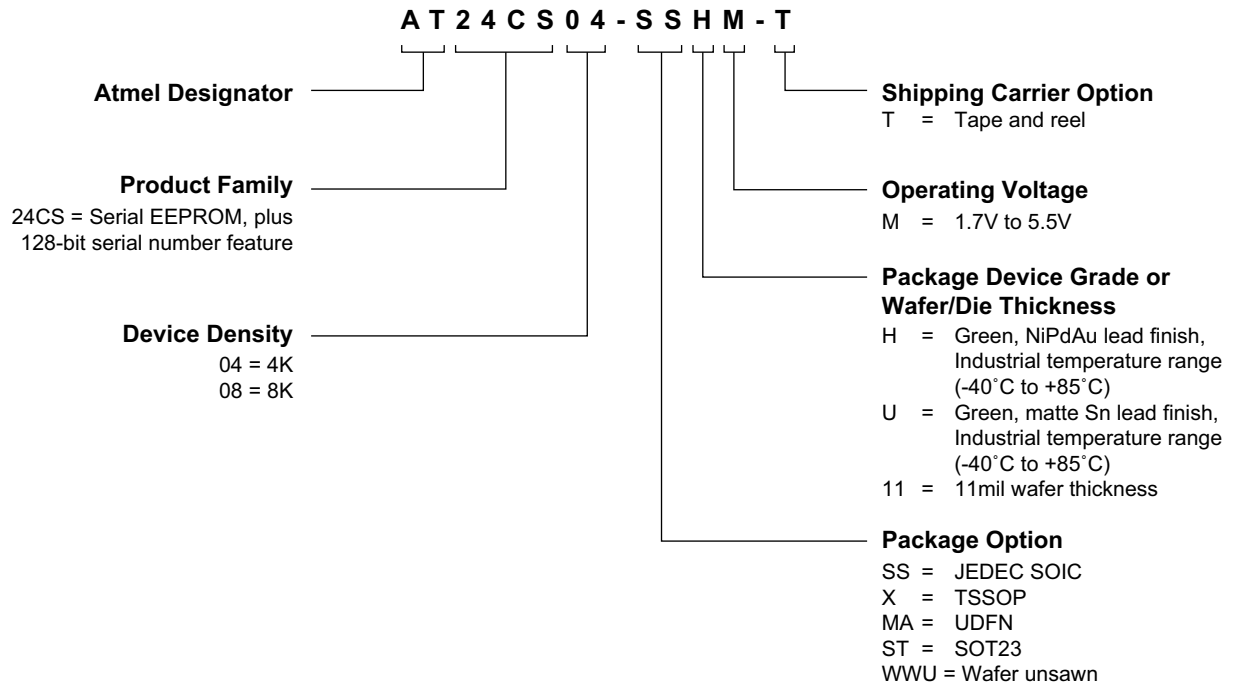 AT24CS04-SSHM-T
Atmel Designator
Product Family
24CS = Serial EEPROM, plus
128-bit serial number feature
Device Density
04 = 4K
08 = 8K
Shipping Carrier Option
T = Tape and reel
Operating Voltage
M = 1.7V to 5.5V
Package Device Grade or
Wafer/Die Thickness
H = Green, NiPdAu lead finish,
Industrial temperature range
(-40˚C to +85˚C)
U = Green, matte Sn lead finish,
Industrial temperature range
(-40˚C to +85˚C)
11 = 11mil wafer thickness
Package Option
SS = JEDEC SOIC
X = TSSOP
MA = UDFN
ST = SOT23
WWU = Wafer unsawn